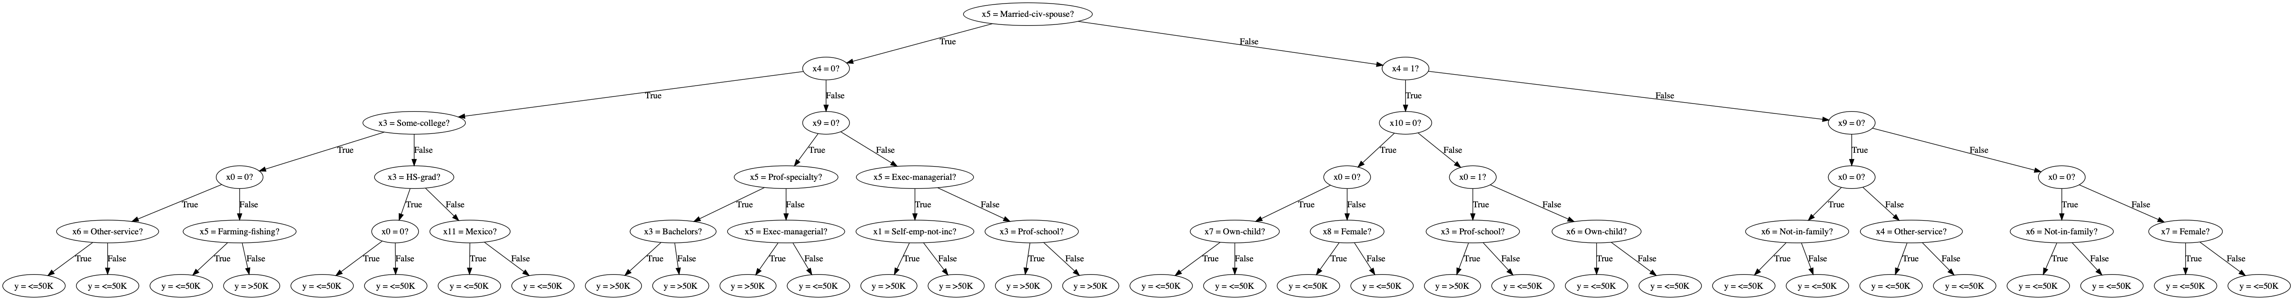 x5 = Married-civ-spouse?
True
False
x4 = 0?
x4 = 1?
True
False
True
False
x3 = Some-college?
x9 = 0?
x10 = 0?
x9 = 0?
True
False
True
False
True
False
True
False
x0 = 0?
x3 = HS-grad?
x5 = Prof-specialty?
x5 = Exec-managerial?
x0 = 0?
x0 = 1?
x0 = 0?
x0 = 0?
True
False
True
False
True
False
True
False
True
False
True
False
True
False
True
False
x6 = Other-service?
x5 = Farming-fishing?
x0 = 0?
x11 = Mexico?
x3 = Bachelors?
x5 = Exec-managerial?
x1 = Self-emp-not-inc?
x3 = Prof-school?
x7 = Own-child?
x8 = Female?
x3 = Prof-school?
x6 = Own-child?
x6 = Not-in-family?
x4 = Other-service?
x6 = Not-in-family?
x7 = Female?
True
False
True
False
True
False
True
False
True
False
True
False
True
False
True
False
True
False
True
False
True
False
True
False
True
False
True
False
True
False
True
False
y = <=50K
y = <=50K
y = <=50K
y = >50K
y = <=50K
y = <=50K
y = <=50K
y = <=50K
y = >50K
y = >50K
y = >50K
y = <=50K
y = >50K
y = >50K
y = >50K
y = >50K
y = <=50K
y = <=50K
y = <=50K
y = <=50K
y = >50K
y = <=50K
y = <=50K
y = <=50K
y = <=50K
y = <=50K
y = <=50K
y = <=50K
y = <=50K
y = <=50K
y = <=50K
y = <=50K